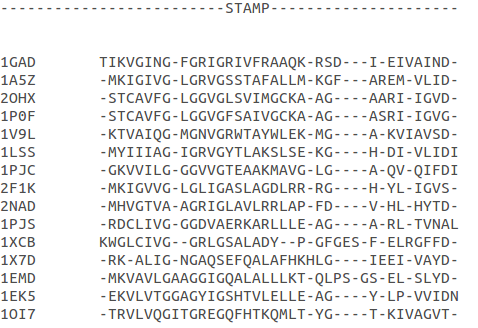 -------------------------STAMP---------------------
1GAD       TIKVGING-FGRIGRIVFRAAQK-RSD---I-EIVAIND-
1A5Z       -MKIGIVG-LGRVGSSTAFALLM-KGF---AREM-VLID-
2OHX       -STCAVFG-LGGVGLSVIMGCKA-AG----AARI-IGVD-
1P0F       -STCAVFG-LGGVGFSAIVGCKA-AG----ASRI-IGVG-
1V9L       -KTVAIQG-MGNVGRWTAYWLEK-MG----A-KVIAVSD-
1LSS       -MYIIIAG-IGRVGYTLAKSLSE-KG----H-DI-VLIDI
1PJC       -GKVVILG-GGVVGTEAAKMAVG-LG----A-QV-QIFDI
2F1K       -MKIGVVG-LGLIGASLAGDLRR-RG----H-YL-IGVS-
2NAD       -MHVGTVA-AGRIGLAVLRRLAP-FD----V-HL-HYTD-
1PJS       -RDCLIVG-GGDVAERKARLLLE-AG----A-RL-TVNAL
1XCB       KWGLCIVG--GRLGSALADY--P-GFGES-F-ELRGFFD-
1X7D       -RK-ALIG-NGAQSEFQALAFHKHLG----IEEI-VAYD-
1EMD       -MKVAVLGAAGGIGQALALLLKT-QLPS-GS-EL-SLYD-
1EK5       -EKVLVTGGAGYIGSHTVLELLE-AG----Y-LP-VVIDN
1OI7       -TRVLVQGITGREGQFHTKQMLT-YG----T-KIVAGVT-